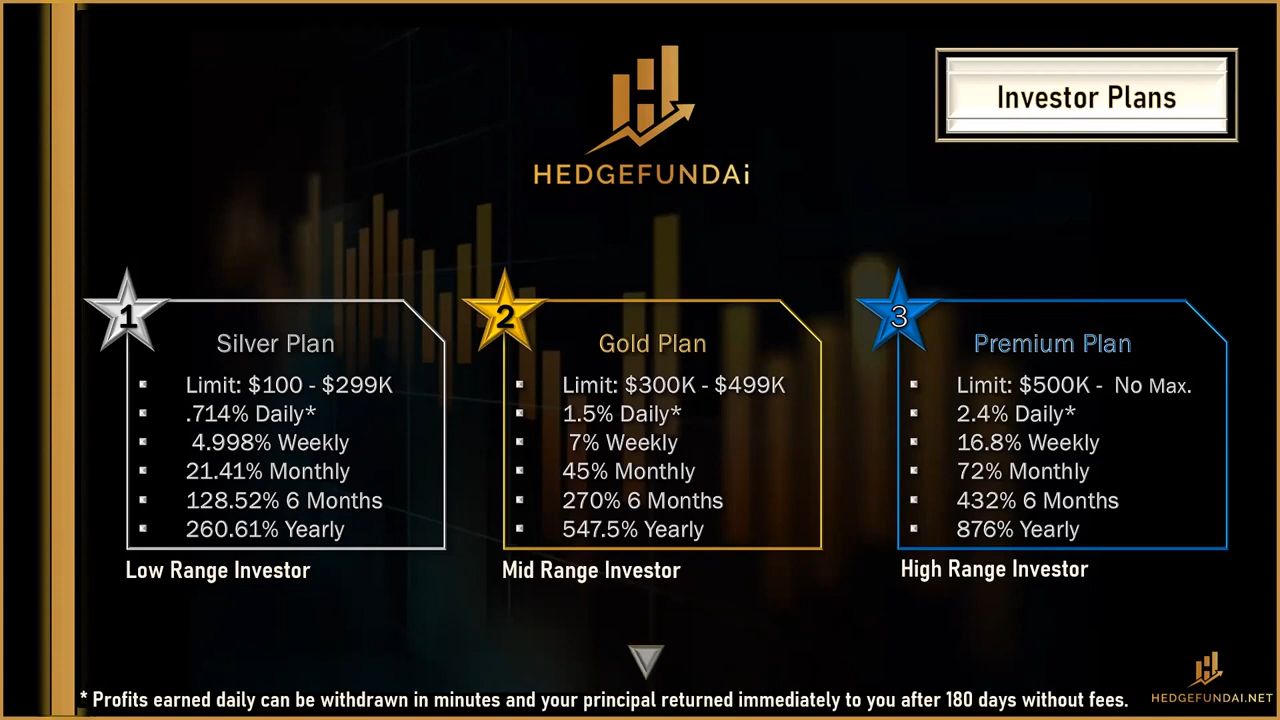 HEDGEFUNDAi
Investor Plans
1
Silver Plan
Limit: $100 - $299K
.714% Daily*
4.998% Weekly
21.41% Monthly
128.52% 6 Months
260.61% Yearly
Low Range Investor
2
Gold Plan
Limit: $300K - $499K
1.5% Daily*
7% Weekly
45% Monthly
270% 6 Months
547.5% Yearly
Mid Range Investor
3
Premium Plan
Limit: $500K - No Max.
2.4% Daily*
16.8% Weekly
72% Monthly
432% 6 Months
876% Yearly
High Range Investor
* Profits earned daily can be withdrawn in minutes and your principal returned immediately to you after 180 days without fees.
HEDGEFUNDAI.NET